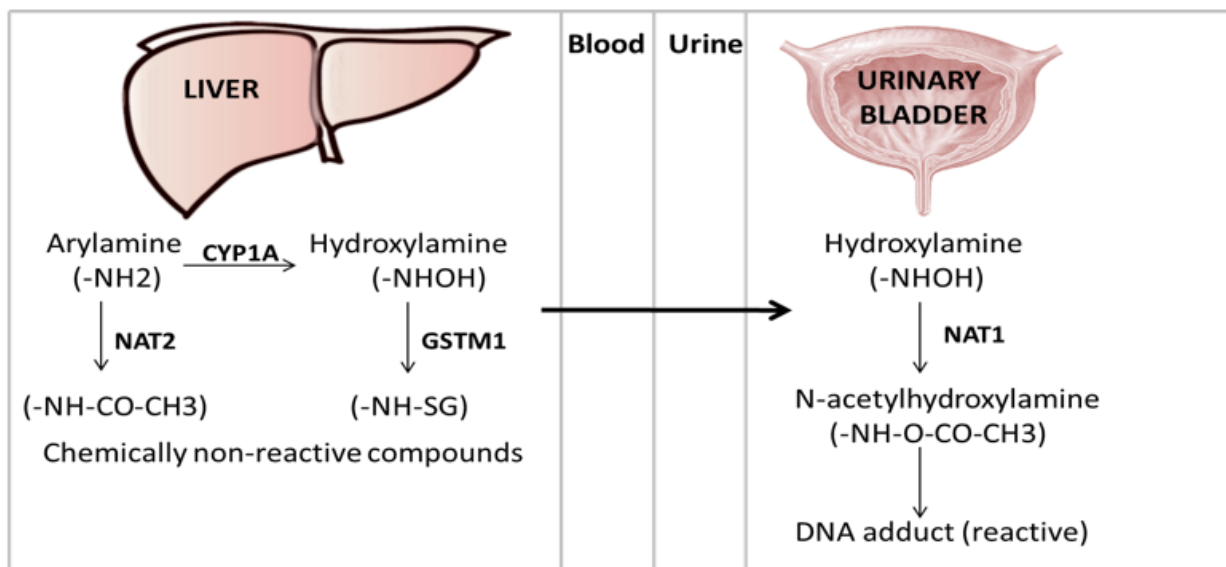 LIVER
Blood
Urine
URINARY
BLADDER
Arylamine
(-NH2)
CYP1A
Hydroxylamine
(-NHOH)
NAT2
GSTM1
(-NH-CO-CH3)
(-NH-SG)
Chemically non-reactive compounds
Hydroxylamine
(-NHOH)
NAT1
N-acetylhydroxylamine
(-NH-O-CO-CH3)
DNA adduct (reactive)